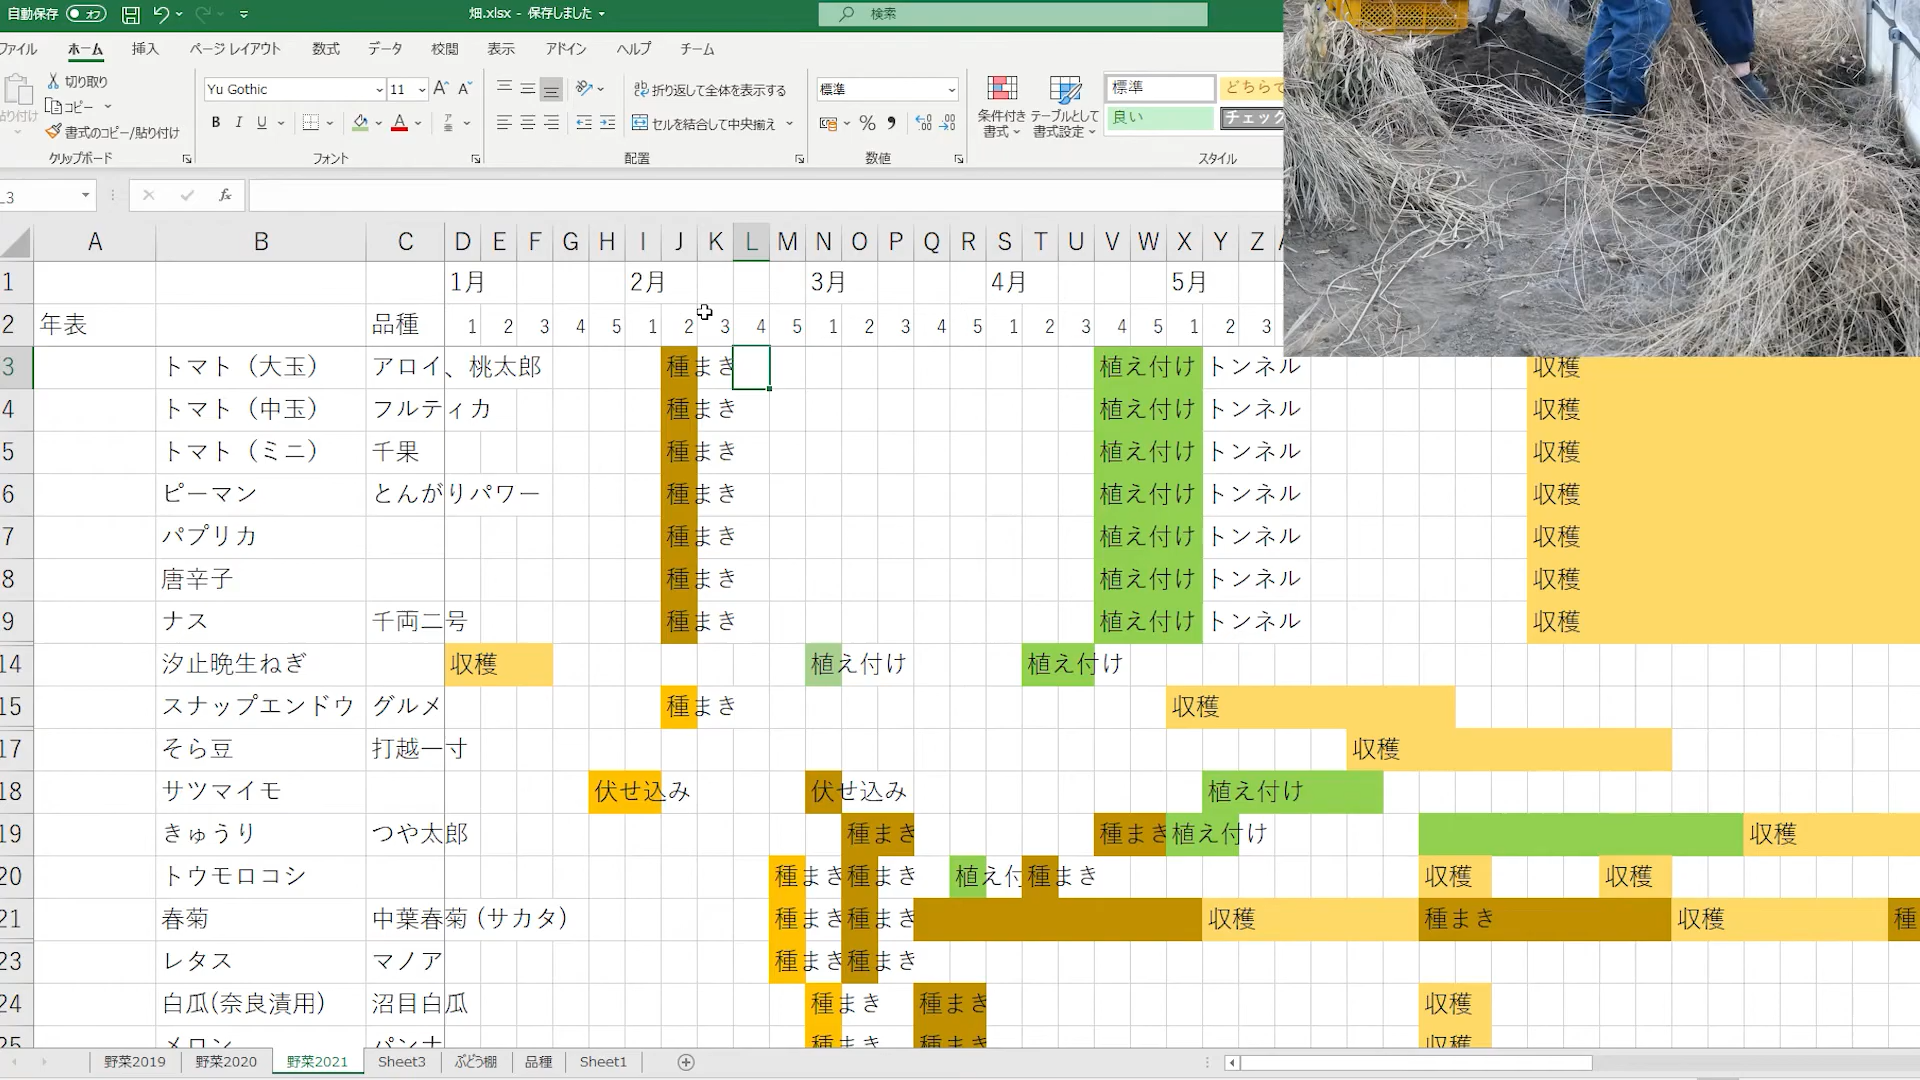 自動保存 オフ 畑.xlsx - 保存しました 検索
ファイル ホーム 挿入 ページ レイアウト 数式 データ 校閲 表示 アドイン ヘルプ チーム
切り取り
コピー
書式のコピー/貼り付け
クリップボード
Yu Gothic 11
B I U
フォント
折り返して全体を表示する
セルを結合して中央揃え
配置
標準
数値
条件付き書式
テーブルとして書式設定
標準
良い
チェック
スタイル
A B C D E F G H I J K L M N O P Q R S T U V W X Y Z
1 1月 2月 3月 4月 5月
2 年表 品種 1 2 3 4 5 1 2 3 4 5 1 2 3 4 5 1 2 3 4 5 1 2 3
3 トマト（大玉） アロイ、桃太郎 種まき 植え付け トンネル 収穫
4 トマト（中玉） フルティカ 種まき 植え付け トンネル 収穫
5 トマト（ミニ） 千果 種まき 植え付け トンネル 収穫
6 ピーマン とんがりパワー 種まき 植え付け トンネル 収穫
7 パプリカ 種まき 植え付け トンネル 収穫
8 唐辛子 種まき 植え付け トンネル 収穫
9 ナス 千両二号 種まき 植え付け トンネル 収穫
14 汐止晩生ねぎ 収穫 植え付け 植え付け
15 スナップエンドウ グルメ 種まき 収穫
17 そら豆 打越一寸 収穫
18 サツマイモ 伏せ込み 伏せ込み 植え付け
19 きゅうり つや太郎 種まき 種まき 植え付け 収穫
20 トウモロコシ 種まき 種まき 植え付 種まき 収穫 収穫
21 春菊 中葉春菊（サカタ） 種まき 種まき 収穫 種まき 収穫 種
23 レタス マノア 種まき 種まき
24 白瓜(奈良漬用) 沼目白瓜 種まき 種まき 収穫
25 メロン パンナ 種まき 種まき 収穫
野菜2019 野菜2020 野菜2021 Sheet3 ぶどう棚 品種 Sheet1